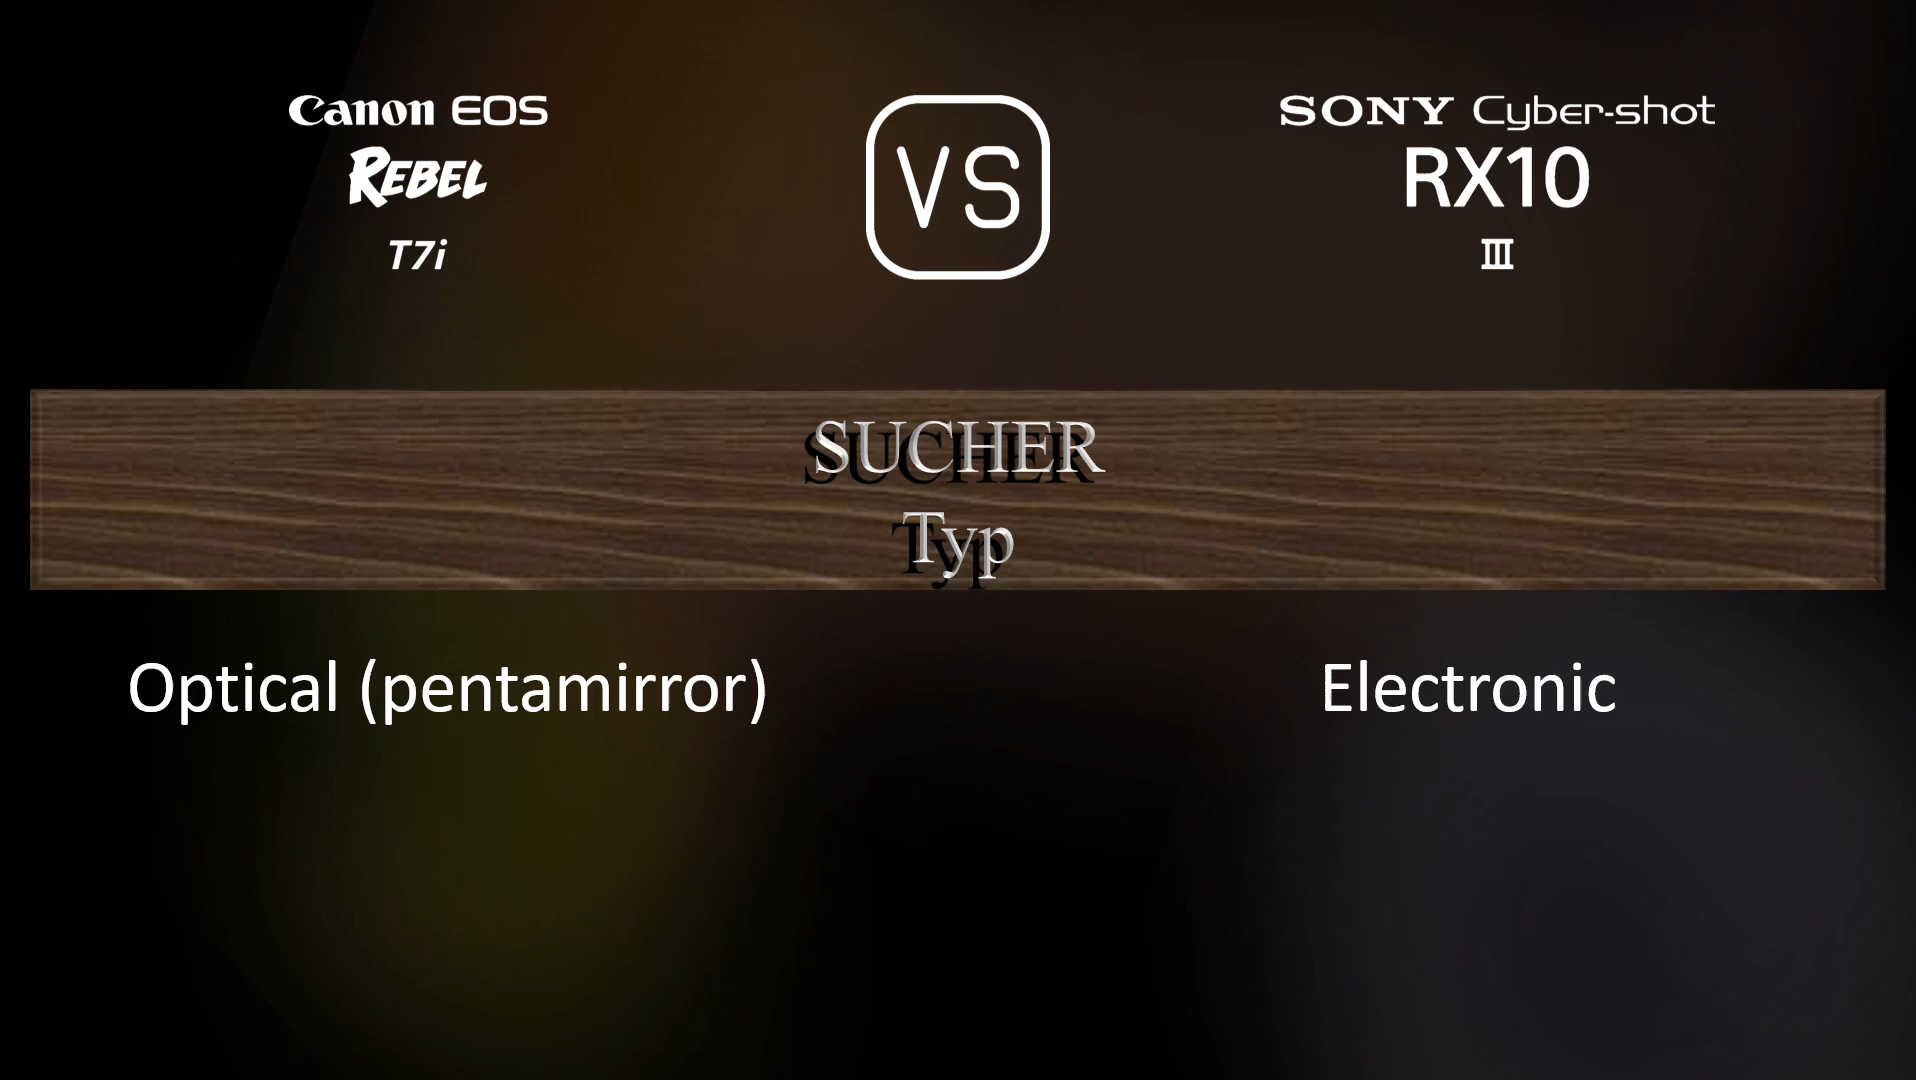 Canon EOS
REBEL
T7i
VS
SONY Cyber-shot
RX10
III
SUCHER
Typ
Optical (pentamirror)
Electronic